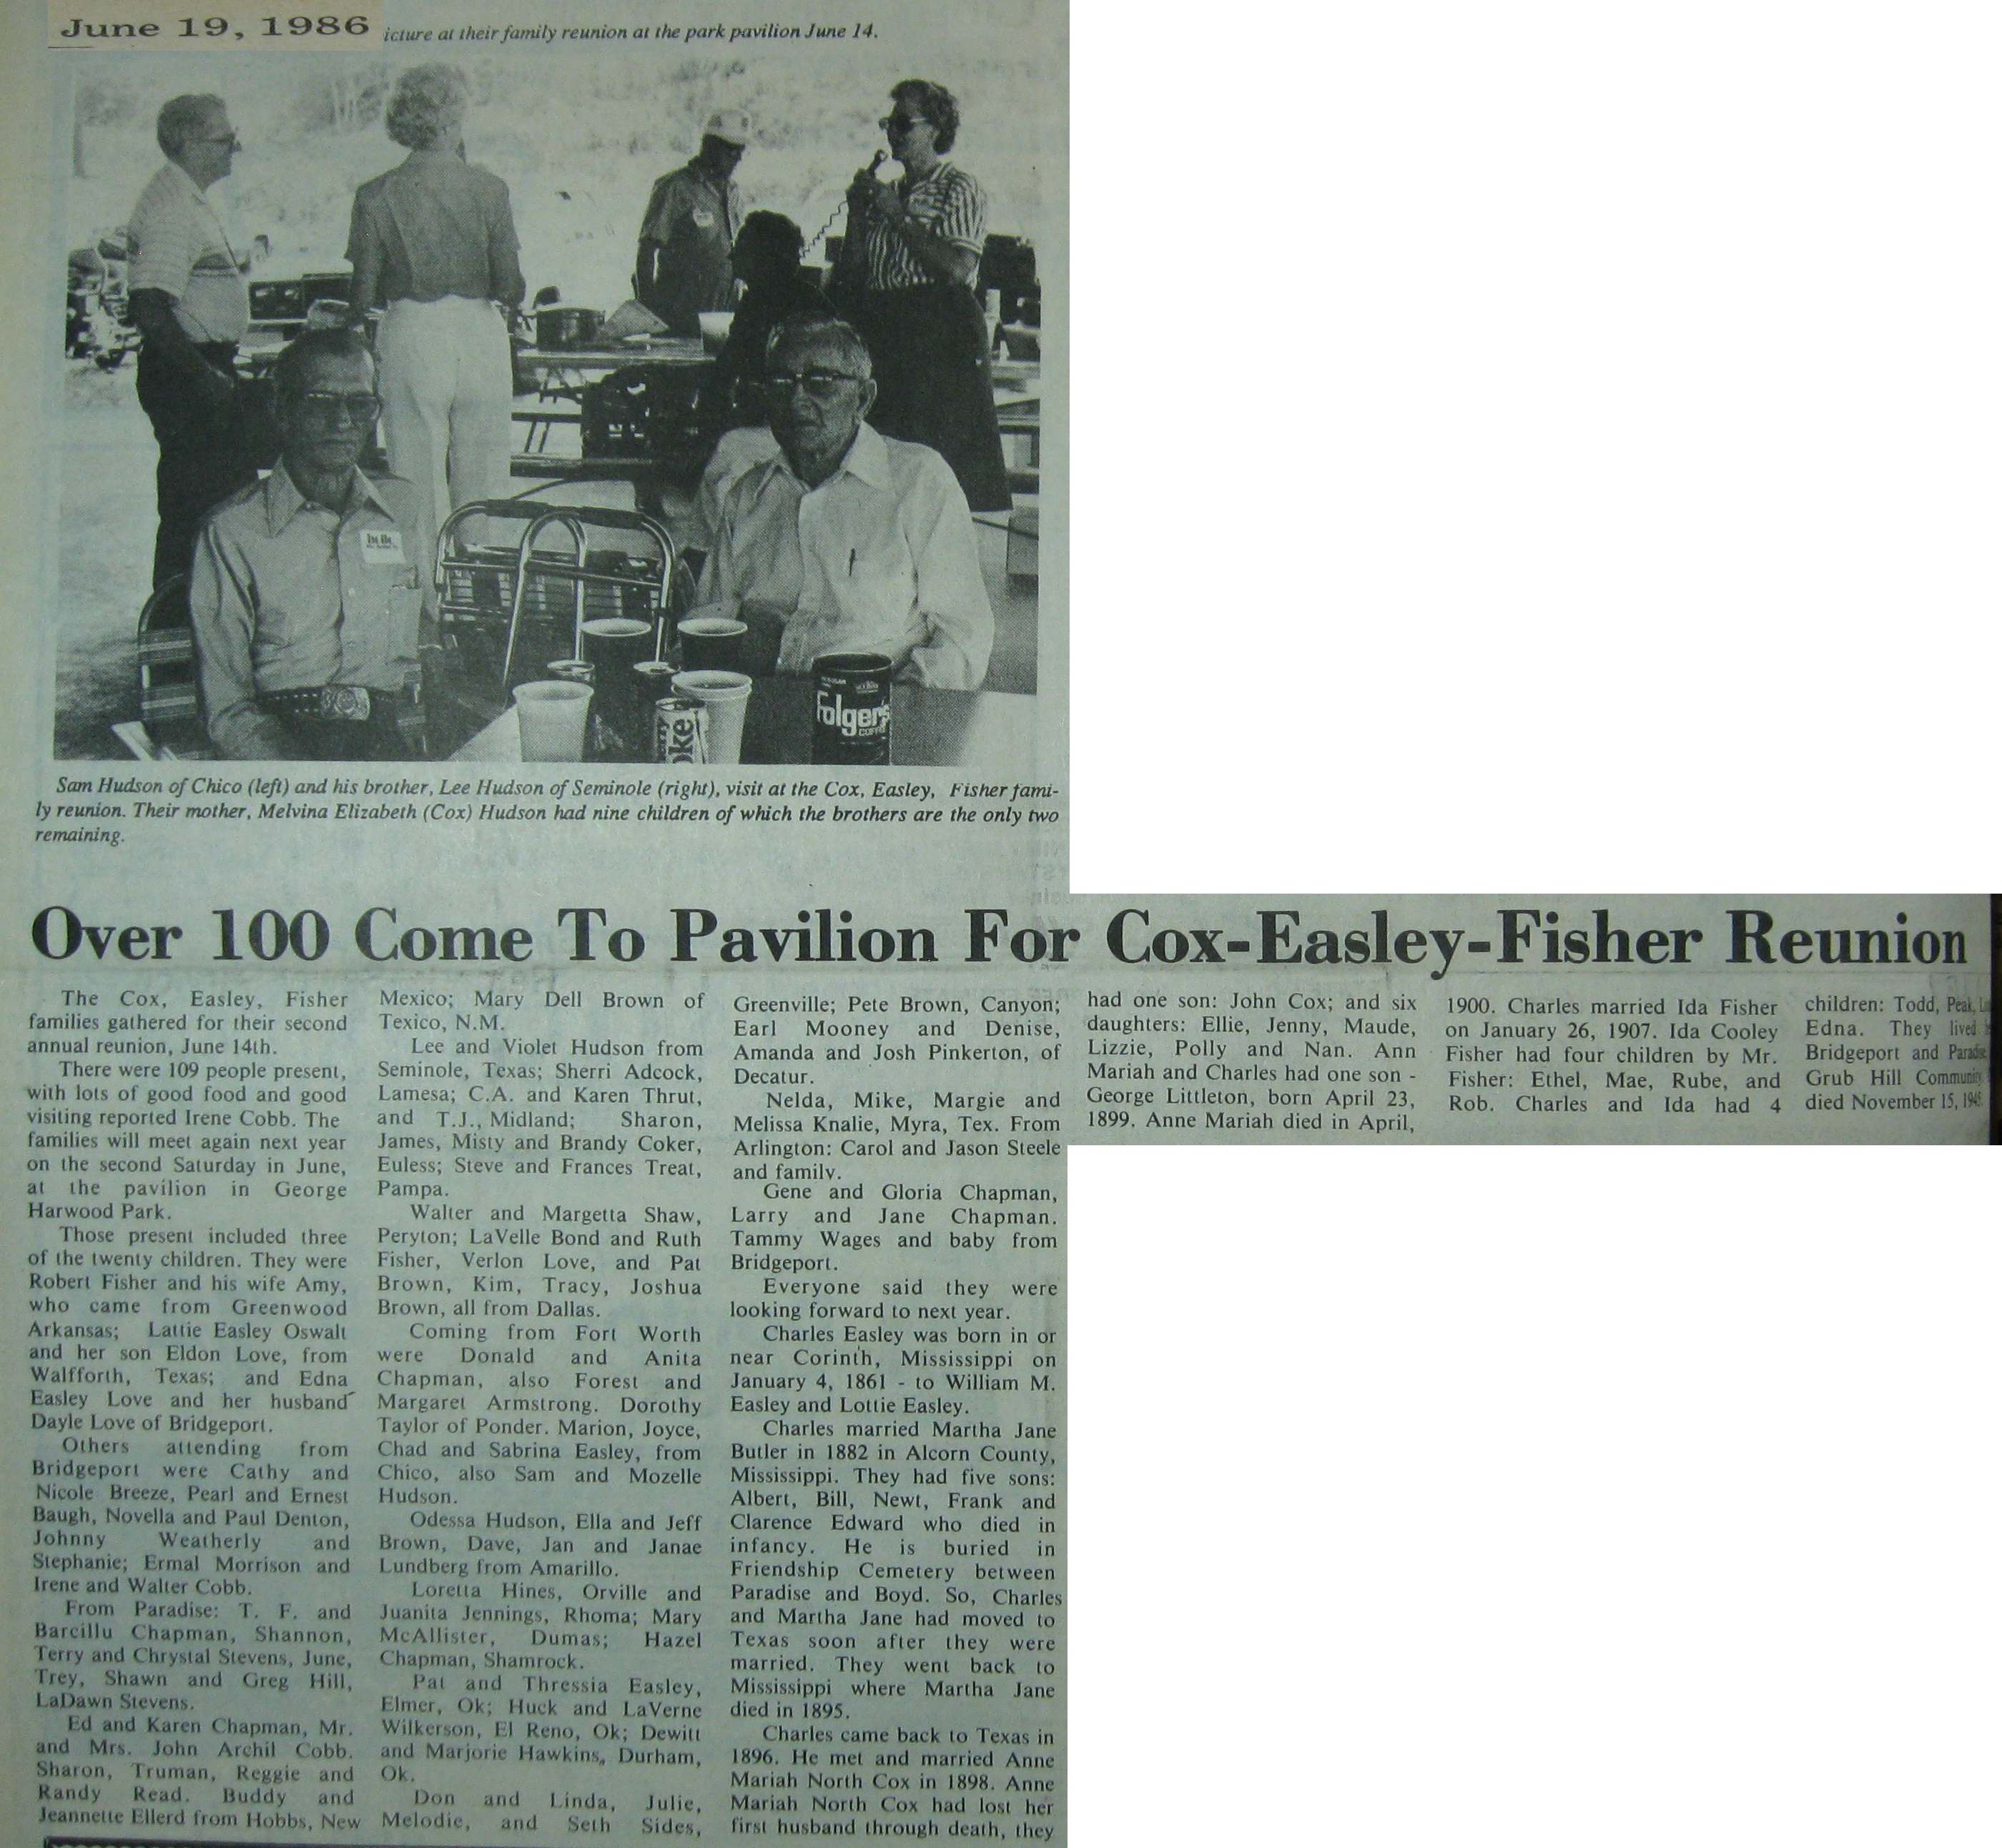 June 19, 1986
icture at their family reunion at the park pavilion June 14.
Folger's
COFFEE
oke
Sam Hudson of Chico (left) and his brother, Lee Hudson of Seminole (right), visit at the Cox, Easley, Fisher fami-
ly reunion. Their mother, Melvina Elizabeth (Cox) Hudson had nine children of which the brothers are the only two
remaining.
Over 100 Come To Pavilion For Cox-Easley-Fisher Reunion
The Cox, Easley, Fisher
families gathered for their second
annual reunion, June 14th.
There were 109 people present,
with lots of good food and good
visiting reported Irene Cobb. The
families will meet again next year
on the second Saturday in June,
at the pavilion in George
Harwood Park.
Those present included three
of the twenty children. They were
Robert Fisher and his wife Amy,
who came from Greenwood
Arkansas; Lattie Easley Oswalt
and her son Eldon Love, from
Walfforth, Texas; and Edna
Easley Love and her husband
Dayle Love of Bridgeport.
Others attending from
Bridgeport were Cathy and
Nicole Breeze, Pearl and Ernest
Baugh, Novella and Paul Denton,
Johnny Weatherly and
Stephanie; Ermal Morrison and
Irene and Walter Cobb.
From Paradise: T. F. and
Barcillu Chapman, Shannon,
Terry and Chrystal Stevens, June,
Trey, Shawn and Greg Hill,
LaDawn Stevens.
Ed and Karen Chapman, Mr.
and Mrs. John Archil Cobb.
Sharon, Truman, Reggie and
Randy Read. Buddy and
Jeannette Ellerd from Hobbs, New
Mexico; Mary Dell Brown of
Texico, N.M.
Lee and Violet Hudson from
Seminole, Texas; Sherri Adcock,
Lamesa; C.A. and Karen Thrut,
and T.J., Midland; Sharon,
James, Misty and Brandy Coker,
Euless; Steve and Frances Treat,
Pampa.
Walter and Margetta Shaw,
Peryton; LaVelle Bond and Ruth
Fisher, Verlon Love, and Pat
Brown, Kim, Tracy, Joshua
Brown, all from Dallas.
Coming from Fort Worth
were Donald and Anita
Chapman, also Forest and
Margaret Armstrong. Dorothy
Taylor of Ponder. Marion, Joyce,
Chad and Sabrina Easley, from
Chico, also Sam and Mozelle
Hudson.
Odessa Hudson, Ella and Jeff
Brown, Dave, Jan and Janae
Lundberg from Amarillo.
Loretta Hines, Orville and
Juanita Jennings, Rhoma; Mary
McAllister, Dumas; Hazel
Chapman, Shamrock.
Pat and Thressia Easley,
Elmer, Ok; Huck and LaVerne
Wilkerson, El Reno, Ok; Dewitt
and Marjorie Hawkins, Durham,
Ok.
Don and Linda, Julie,
Melodie, and Seth Sides,
Greenville; Pete Brown, Canyon;
Earl Mooney and Denise,
Amanda and Josh Pinkerton, of
Decatur.
Nelda, Mike, Margie and
Melissa Knalie, Myra, Tex. From
Arlington: Carol and Jason Steele
and family.
Gene and Gloria Chapman,
Larry and Jane Chapman.
Tammy Wages and baby from
Bridgeport.
Everyone said they were
looking forward to next year.
Charles Easley was born in or
near Corinth, Mississippi on
January 4, 1861 - to William M.
Easley and Lottie Easley.
Charles married Martha Jane
Butler in 1882 in Alcorn County,
Mississippi. They had five sons:
Albert, Bill, Newt, Frank and
Clarence Edward who died in
infancy. He is buried in
Friendship Cemetery between
Paradise and Boyd. So, Charles
and Martha Jane had moved to
Texas soon after they were
married. They went back to
Mississippi where Martha Jane
died in 1895.
Charles came back to Texas in
1896. He met and married Anne
Mariah North Cox in 1898. Anne
Mariah North Cox had lost her
first husband through death, they
had one son: John Cox; and six
daughters: Ellie, Jenny, Maude,
Lizzie, Polly and Nan. Ann
Mariah and Charles had one son -
George Littleton, born April 23,
1899. Anne Mariah died in April,
1900. Charles married Ida Fisher
on January 26, 1907. Ida Cooley
Fisher had four children by Mr.
Fisher: Ethel, Mae, Rube, and
Rob. Charles and Ida had 4
children: Todd, Peak,
Edna. They lived
Bridgeport and Paradise
Grub Hill Community
died November 15, 1945.